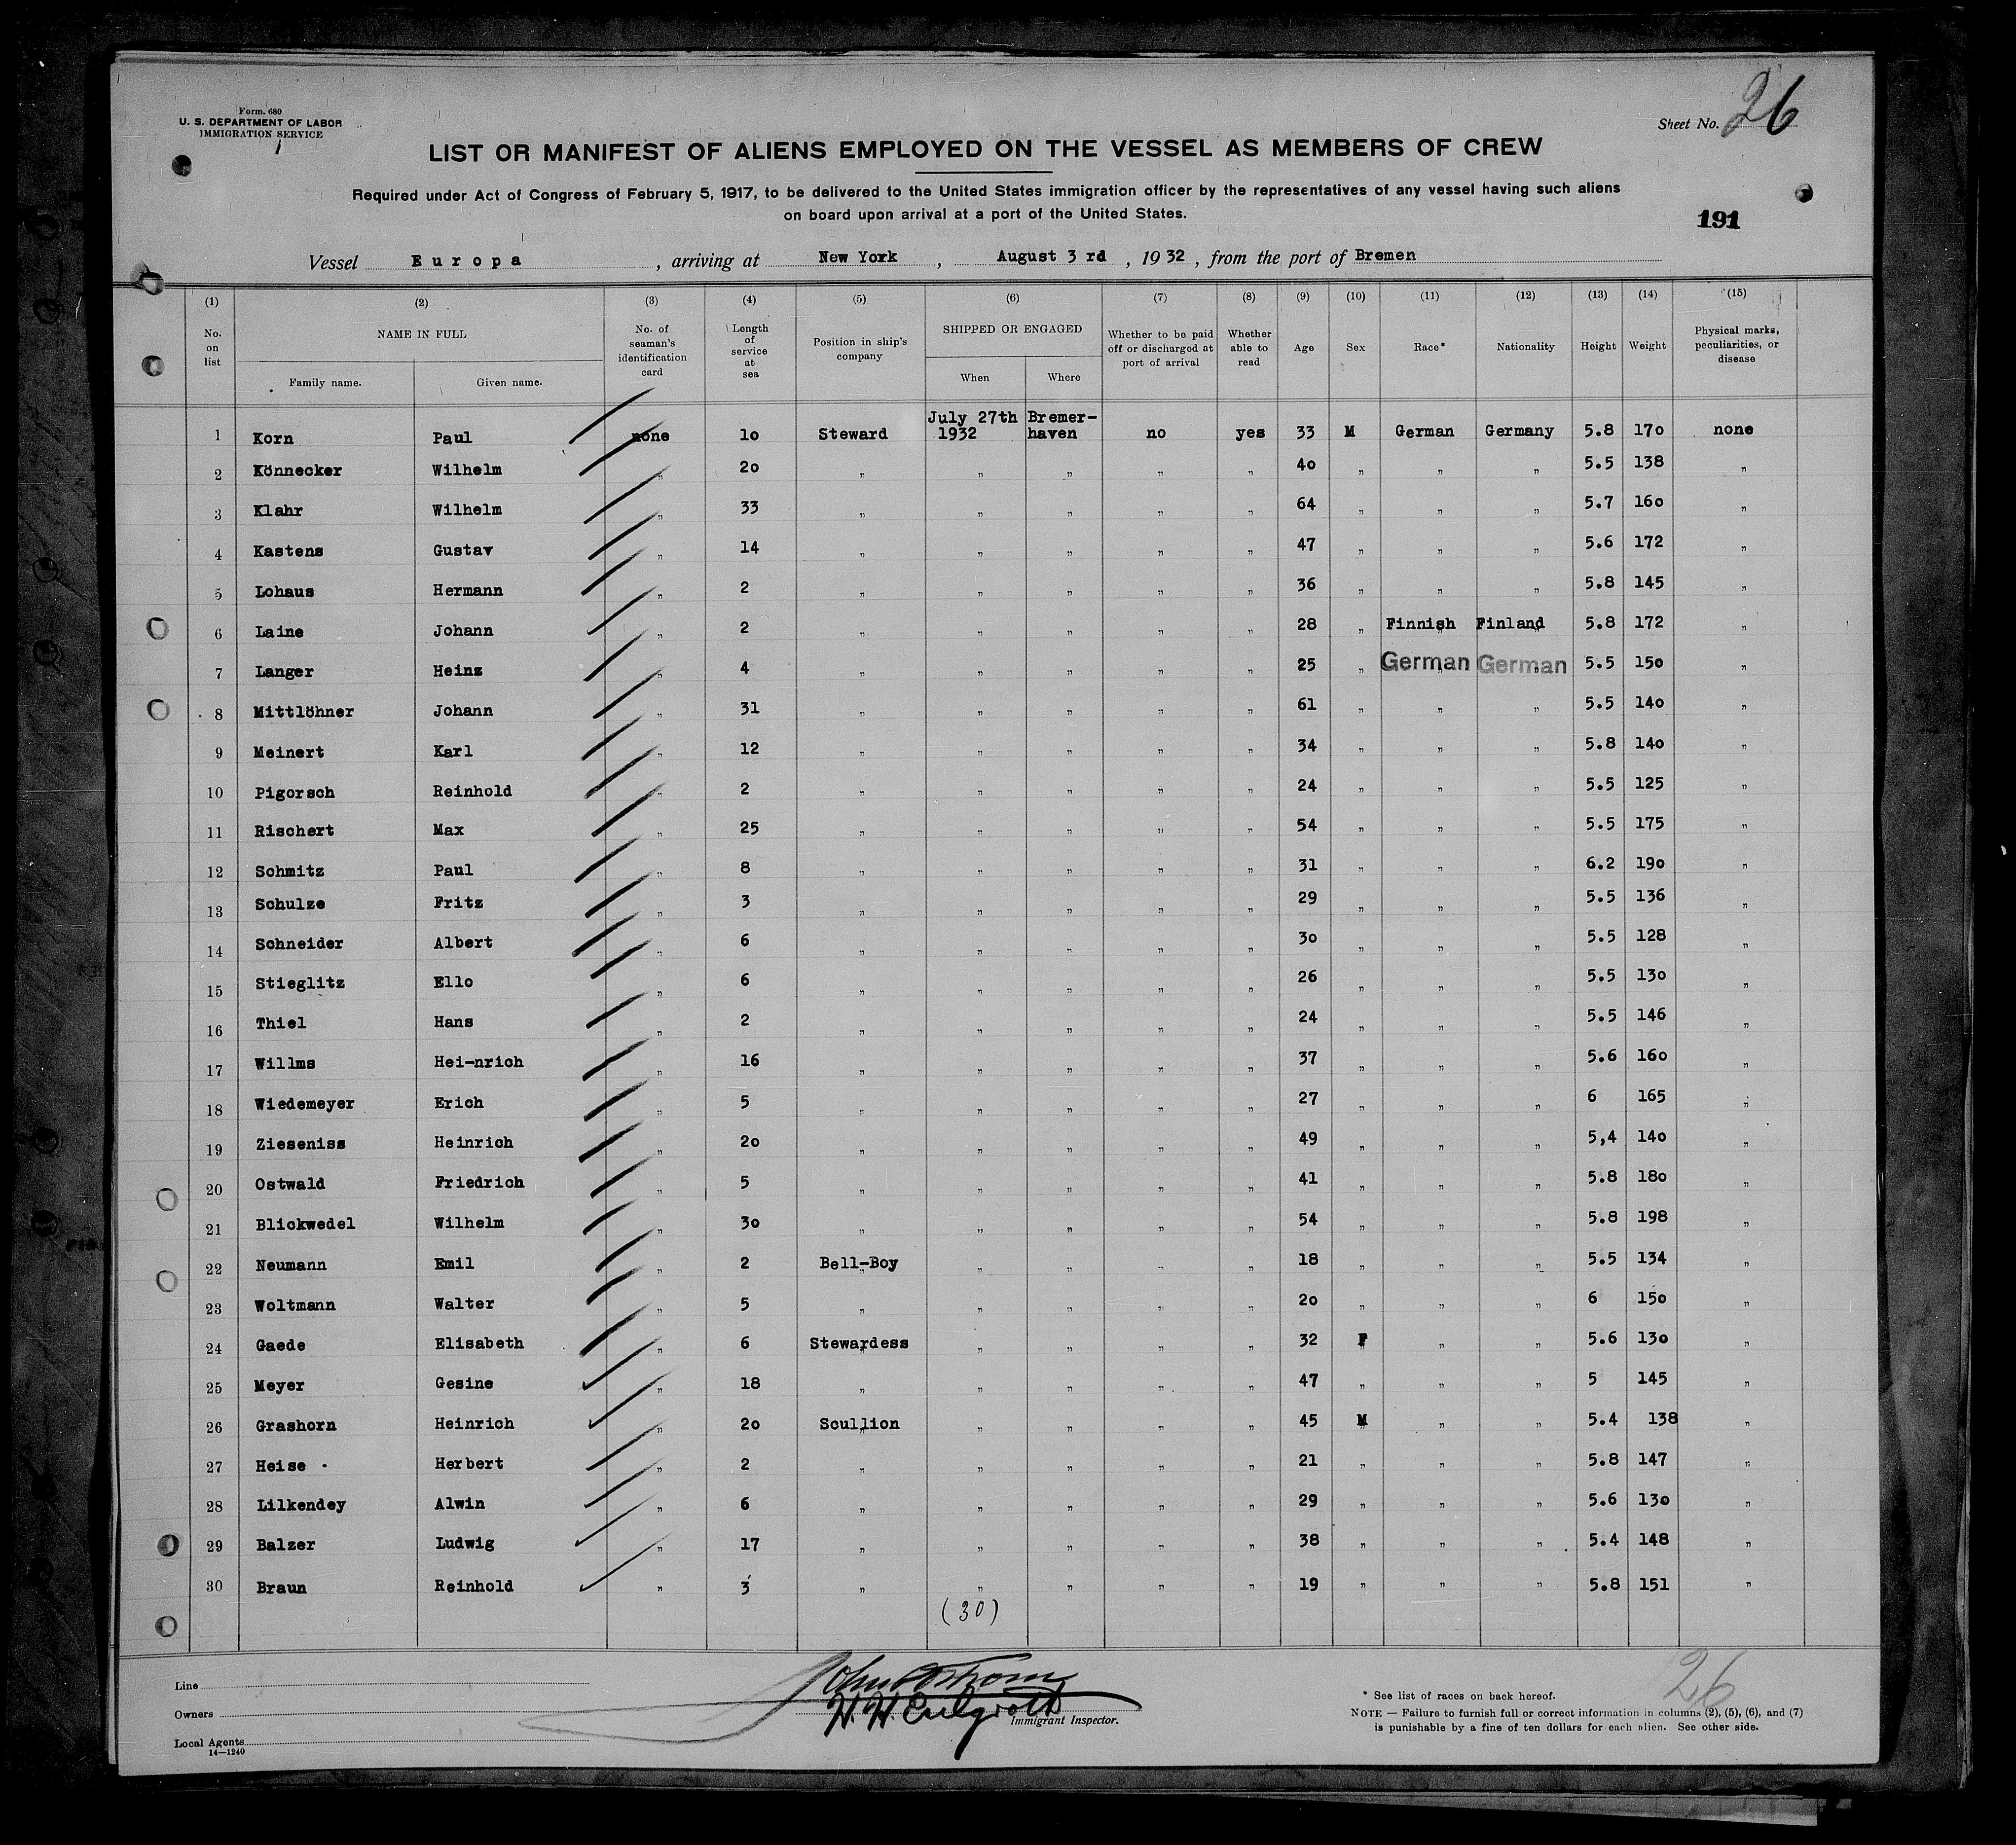 Form. 680
U. S. DEPARTMENT OF LABOR
IMMIGRATION SERVICE
Sheet No. 26
LIST OR MANIFEST OF ALIENS EMPLOYED ON THE VESSEL AS MEMBERS OF CREW
Required under Act of Congress of February 5, 1917, to be delivered to the United States immigration officer by the representatives of any vessel having such aliens
on board upon arrival at a port of the United States.
191
Vessel Europa , arriving at New York , August 3 rd , 19 32 , from the port of Bremen
(1) (2) (3) (4) (5) (6) (7) (8) (9) (10) (11) (12) (13) (14) (15)
No. on list NAME IN FULL Family name. Given name. No. of seaman's identification card Length of service at sea Position in ship's company SHIPPED OR ENGAGED When Where Whether to be paid off or discharged at port of arrival Whether able to read Age Sex Race* Nationality Height Weight Physical marks, peculiarities, or disease
1 Korn Paul none 10 Steward July 27th 1932 Bremer-haven no yes 33 M German Germany 5.8 170 none
2 Könnecker Wilhelm " 20 " " " " " 40 " " " 5.5 138 "
3 Klahr Wilhelm " 33 " " " " " 64 " " " 5.7 160 "
4 Kastens Gustav " 14 " " " " " 47 " " " 5.6 172 "
5 Lohaus Hermann " 2 " " " " " 36 " " " 5.8 145 "
6 Laine Johann " 2 " " " " " 28 " Finnish Finland 5.8 172 "
7 Langer Heinz " 4 " " " " " 25 " German German 5.5 150 "
8 Mittlöhner Johann " 31 " " " " " 61 " " " 5.5 140 "
9 Meinert Karl " 12 " " " " " 34 " " " 5.8 140 "
10 Pigorsch Reinhold " 2 " " " " " 24 " " " 5.5 125 "
11 Rischert Max " 25 " " " " " 54 " " " 5.5 175 "
12 Schmitz Paul " 8 " " " " " 31 " " " 6.2 190 "
13 Schulze Fritz " 3 " " " " " 29 " " " 5.5 136 "
14 Schneider Albert " 6 " " " " " 30 " " " 5.5 128 "
15 Stieglitz Ello " 6 " " " " " 26 " " " 5.5 130 "
16 Thiel Hans " 2 " " " " " 24 " " " 5.5 146 "
17 Willms Hei-nrich " 16 " " " " " 37 " " " 5.6 160 "
18 Wiedemeyer Erich " 5 " " " " " 27 " " " 6 165 "
19 Zieseniss Heinrich " 20 " " " " " 49 " " " 5,4 140 "
20 Ostwald Friedrich " 5 " " " " " 41 " " " 5.8 180 "
21 Blickwedel Wilhelm " 30 " " " " " 54 " " " 5.8 198 "
22 Neumann Emil " 2 Bell-Boy " " " " 18 " " " 5.5 134 "
23 Woltmann Walter " 5 " " " " " 20 " " " 6 150 "
24 Gaede Elisabeth " 6 Stewardess " " " " 32 F " " 5.6 130 "
25 Meyer Gesine " 18 " " " " " 47 " " " 5 145 "
26 Grashorn Heinrich " 20 Scullion " " " " 45 M " " 5.4 138 "
27 Heise Herbert " 2 " " " " " 21 " " " 5.8 147 "
28 Lilkendey Alwin " 6 " " " " " 29 " " " 5.6 130 "
29 Balzer Ludwig " 17 " " " " " 38 " " " 5.4 148 "
30 Braun Reinhold " 3 " " " " " 19 " " " 5.8 151 "
(30)
Line
Owners
Local Agents
14—1240
Immigrant Inspector.
26
* See list of races on back hereof.
NOTE — Failure to furnish full or correct information in columns (2), (5), (6), and (7)
is punishable by a fine of ten dollars for each alien. See other side.